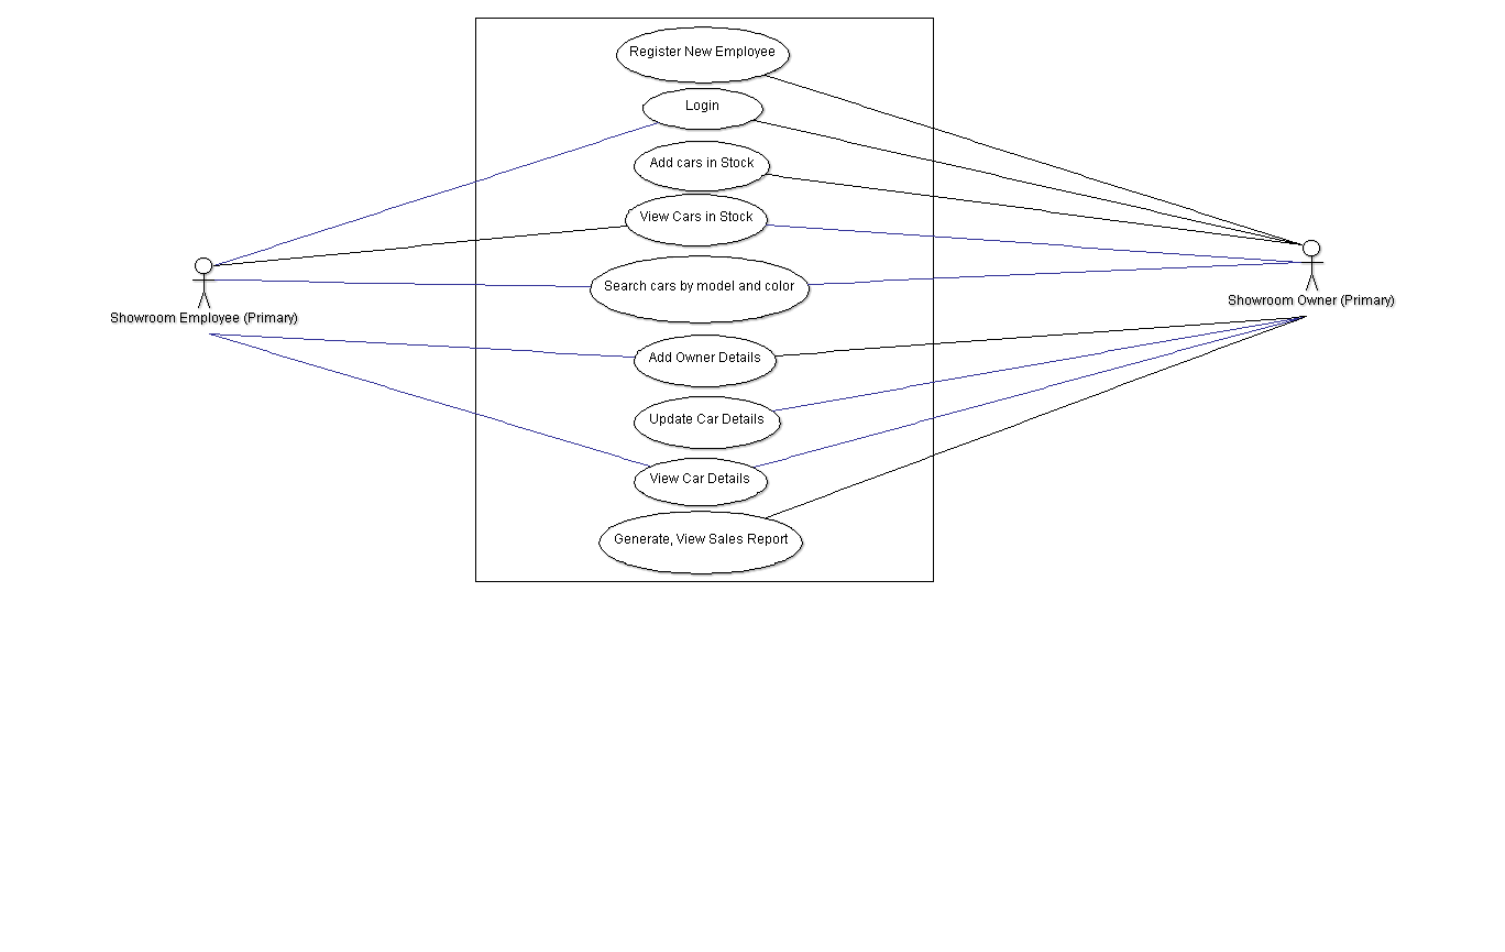 Register New Employee
Login
Add cars in Stock
View Cars in Stock
Search cars by model and color
Showroom Owner (Primary)
Showroom Employee (Primary)
Add Owner Details
Update Car Details
View Car Details
Generate, View Sales Report